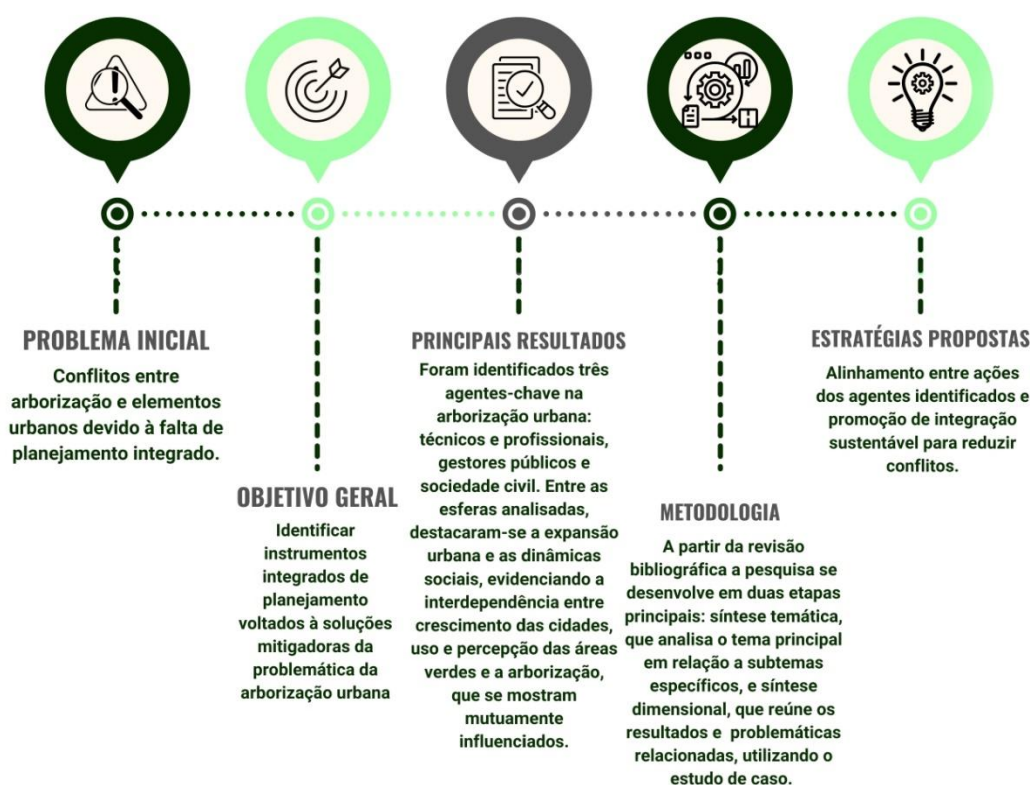 PROBLEMA INICIAL
Conflitos entre
arborização e elementos
urbanos devido à falta de
planejamento integrado.
OBJETIVO GERAL
Identificar
instrumentos
integrados de
planejamento
voltados à soluções
mitigadoras da
problemática da
arborização urbana
PRINCIPAIS RESULTADOS
Foram identificados três
agentes-chave na
arborização urbana:
técnicos e profissionais,
gestores públicos e
sociedade civil. Entre as
esferas analisadas,
destacaram-se a expansão
urbana e as dinâmicas
sociais, evidenciando a
interdependência entre
crescimento das cidades,
uso e percepção das áreas
verdes e a arborização,
que se mostram
mutuamente
influenciados.
METODOLOGIA
A partir da revisão
bibliográfica a pesquisa se
desenvolve em duas etapas
principais: síntese temática,
que analisa o tema principal
em relação a subtemas
específicos, e síntese
dimensional, que reúne os
resultados e problemáticas
relacionadas, utilizando o
estudo de caso.
ESTRATÉGIAS PROPOSTAS
Alinhamento entre ações
dos agentes identificados e
promoção de integração
sustentável para reduzir
conflitos.